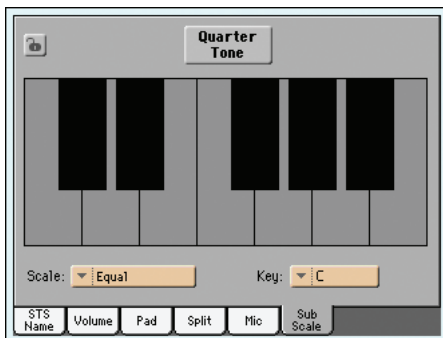 Quarter
Tone
Scale: Equal Key: C
STS Name Volume Pad Split Mic Sub Scale